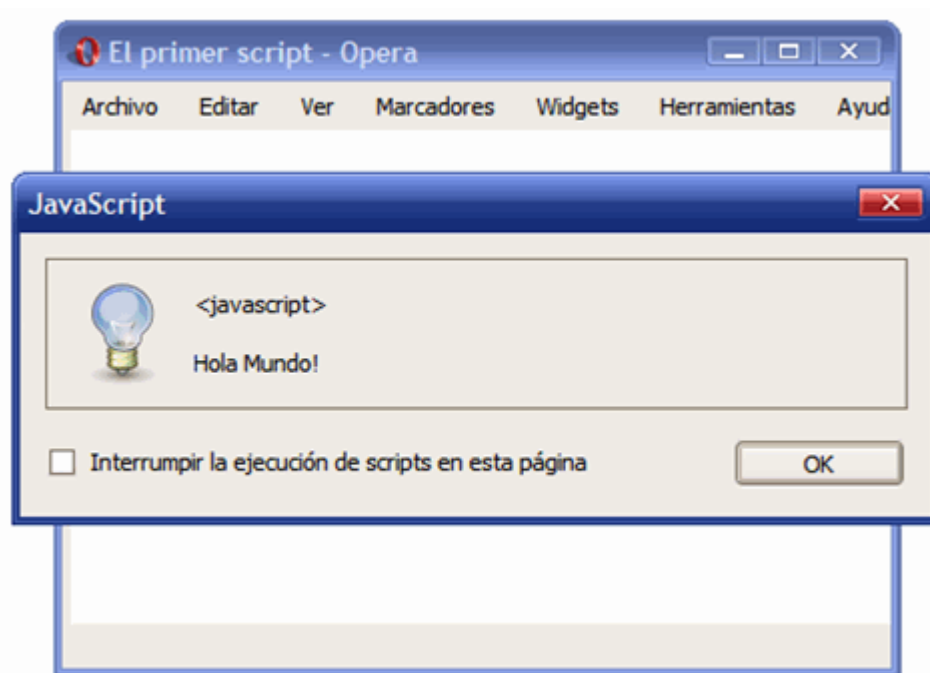 El primer script - Opera
Archivo Editar Ver Marcadores Widgets Herramientas Ayud
JavaScript
<javascript>
Hola Mundo!
Interrumpir la ejecución de scripts en esta página
OK